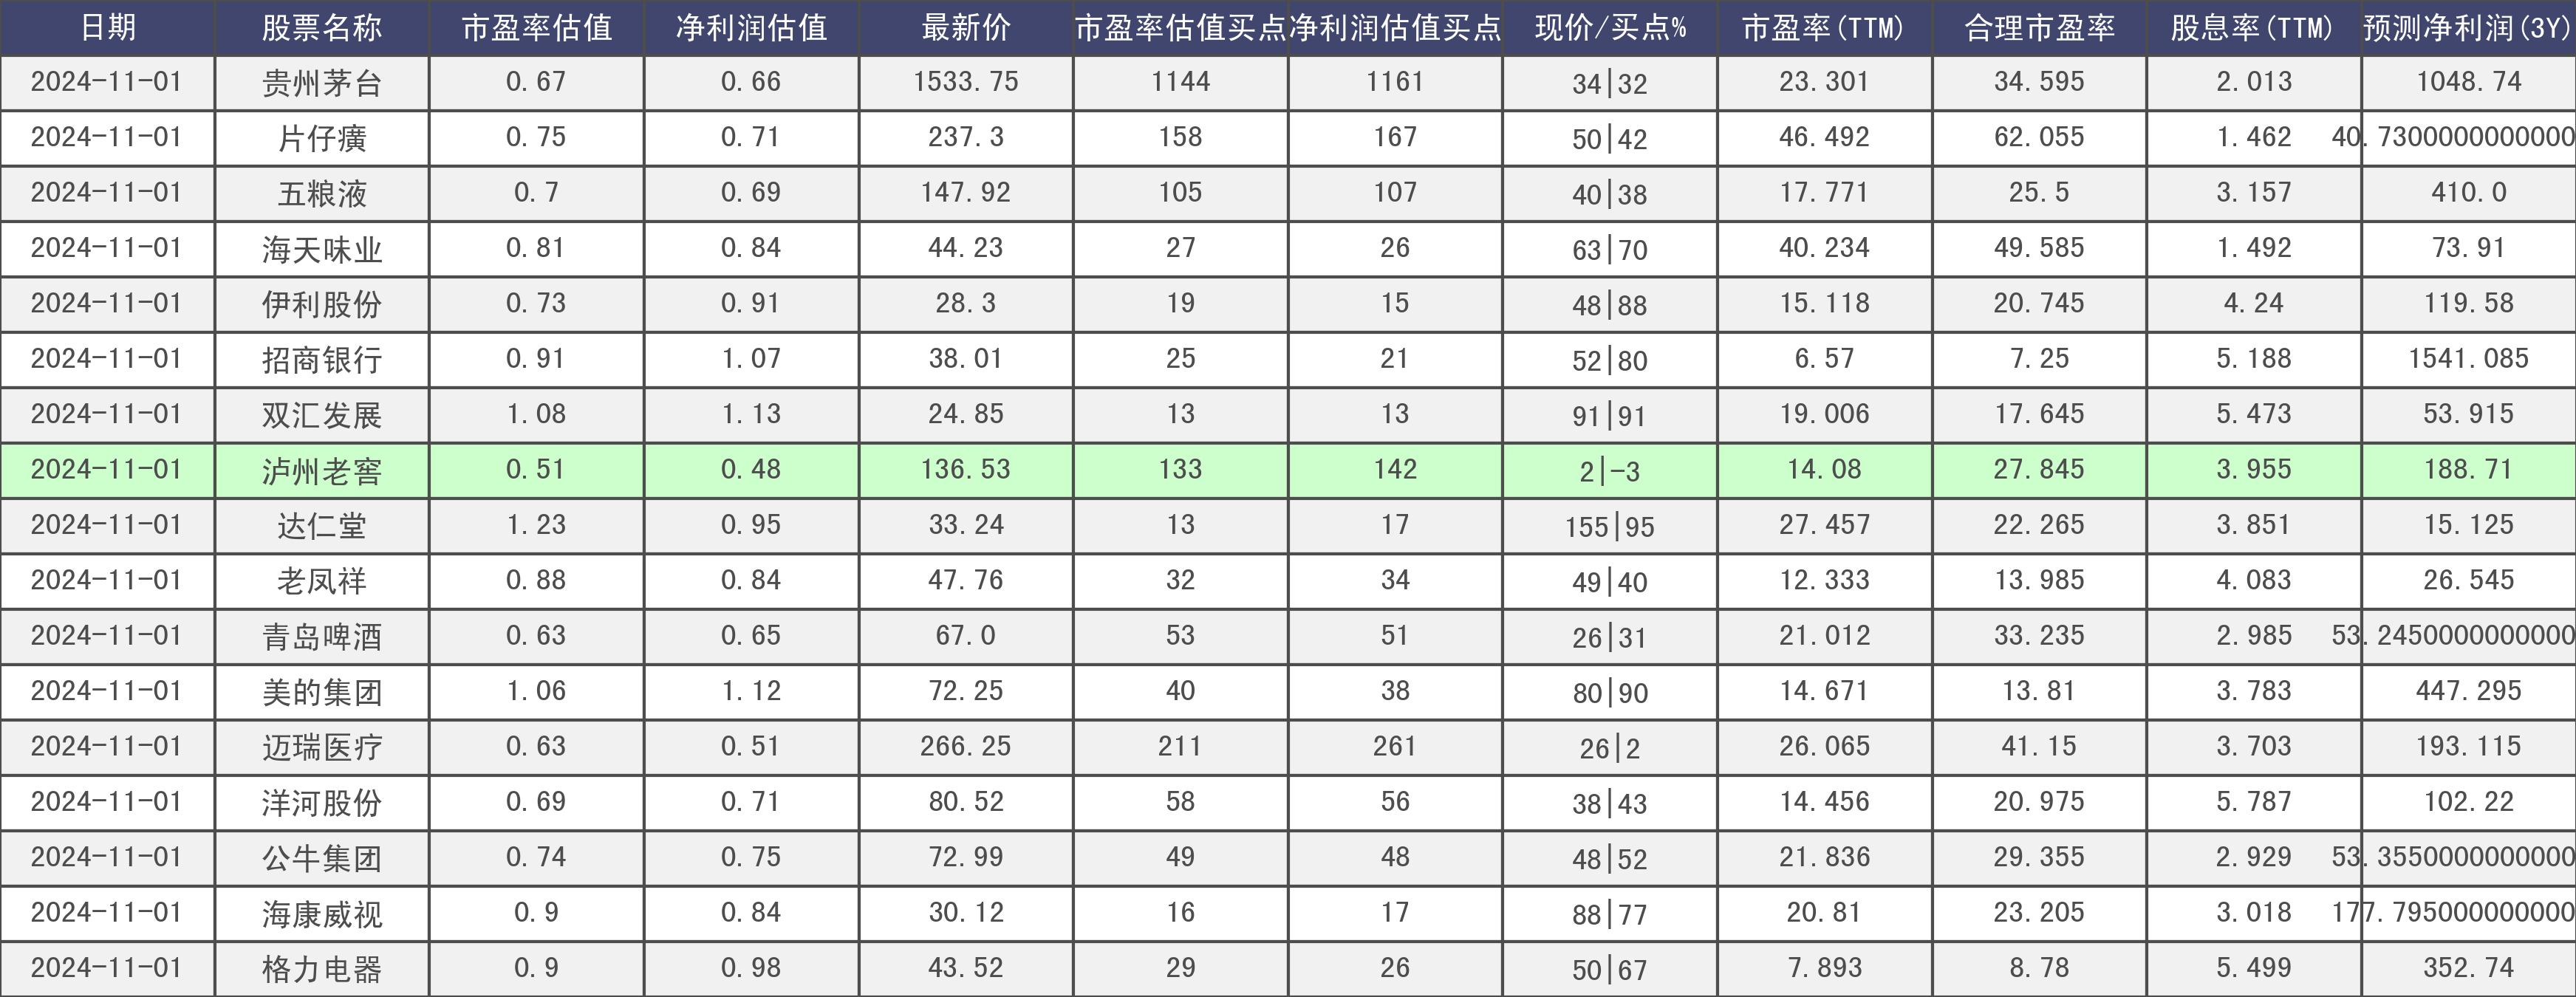 日期 股票名称 市盈率估值 净利润估值 最新价 市盈率估值买点 净利润估值买点 现价/买点% 市盈率(TTM) 合理市盈率 股息率(TTM) 预测净利润(3Y)
2024-11-01 贵州茅台 0.67 0.66 1533.75 1144 1161 34|32 23.301 34.595 2.013 1048.74
2024-11-01 片仔癀 0.75 0.71 237.3 158 167 50|42 46.492 62.055 1.462 40.7300000000000
2024-11-01 五粮液 0.7 0.69 147.92 105 107 40|38 17.771 25.5 3.157 410.0
2024-11-01 海天味业 0.81 0.84 44.23 27 26 63|70 40.234 49.585 1.492 73.91
2024-11-01 伊利股份 0.73 0.91 28.3 19 15 48|88 15.118 20.745 4.24 119.58
2024-11-01 招商银行 0.91 1.07 38.01 25 21 52|80 6.57 7.25 5.188 1541.085
2024-11-01 双汇发展 1.08 1.13 24.85 13 13 91|91 19.006 17.645 5.473 53.915
2024-11-01 泸州老窖 0.51 0.48 136.53 133 142 2|-3 14.08 27.845 3.955 188.71
2024-11-01 达仁堂 1.23 0.95 33.24 13 17 155|95 27.457 22.265 3.851 15.125
2024-11-01 老凤祥 0.88 0.84 47.76 32 34 49|40 12.333 13.985 4.083 26.545
2024-11-01 青岛啤酒 0.63 0.65 67.0 53 51 26|31 21.012 33.235 2.985 53.2450000000000
2024-11-01 美的集团 1.06 1.12 72.25 40 38 80|90 14.671 13.81 3.783 447.295
2024-11-01 迈瑞医疗 0.63 0.51 266.25 211 261 26|2 26.065 41.15 3.703 193.115
2024-11-01 洋河股份 0.69 0.71 80.52 58 56 38|43 14.456 20.975 5.787 102.22
2024-11-01 公牛集团 0.74 0.75 72.99 49 48 48|52 21.836 29.355 2.929 53.3550000000000
2024-11-01 海康威视 0.9 0.84 30.12 16 17 88|77 20.81 23.205 3.018 177.795000000000
2024-11-01 格力电器 0.9 0.98 43.52 29 26 50|67 7.893 8.78 5.499 352.74